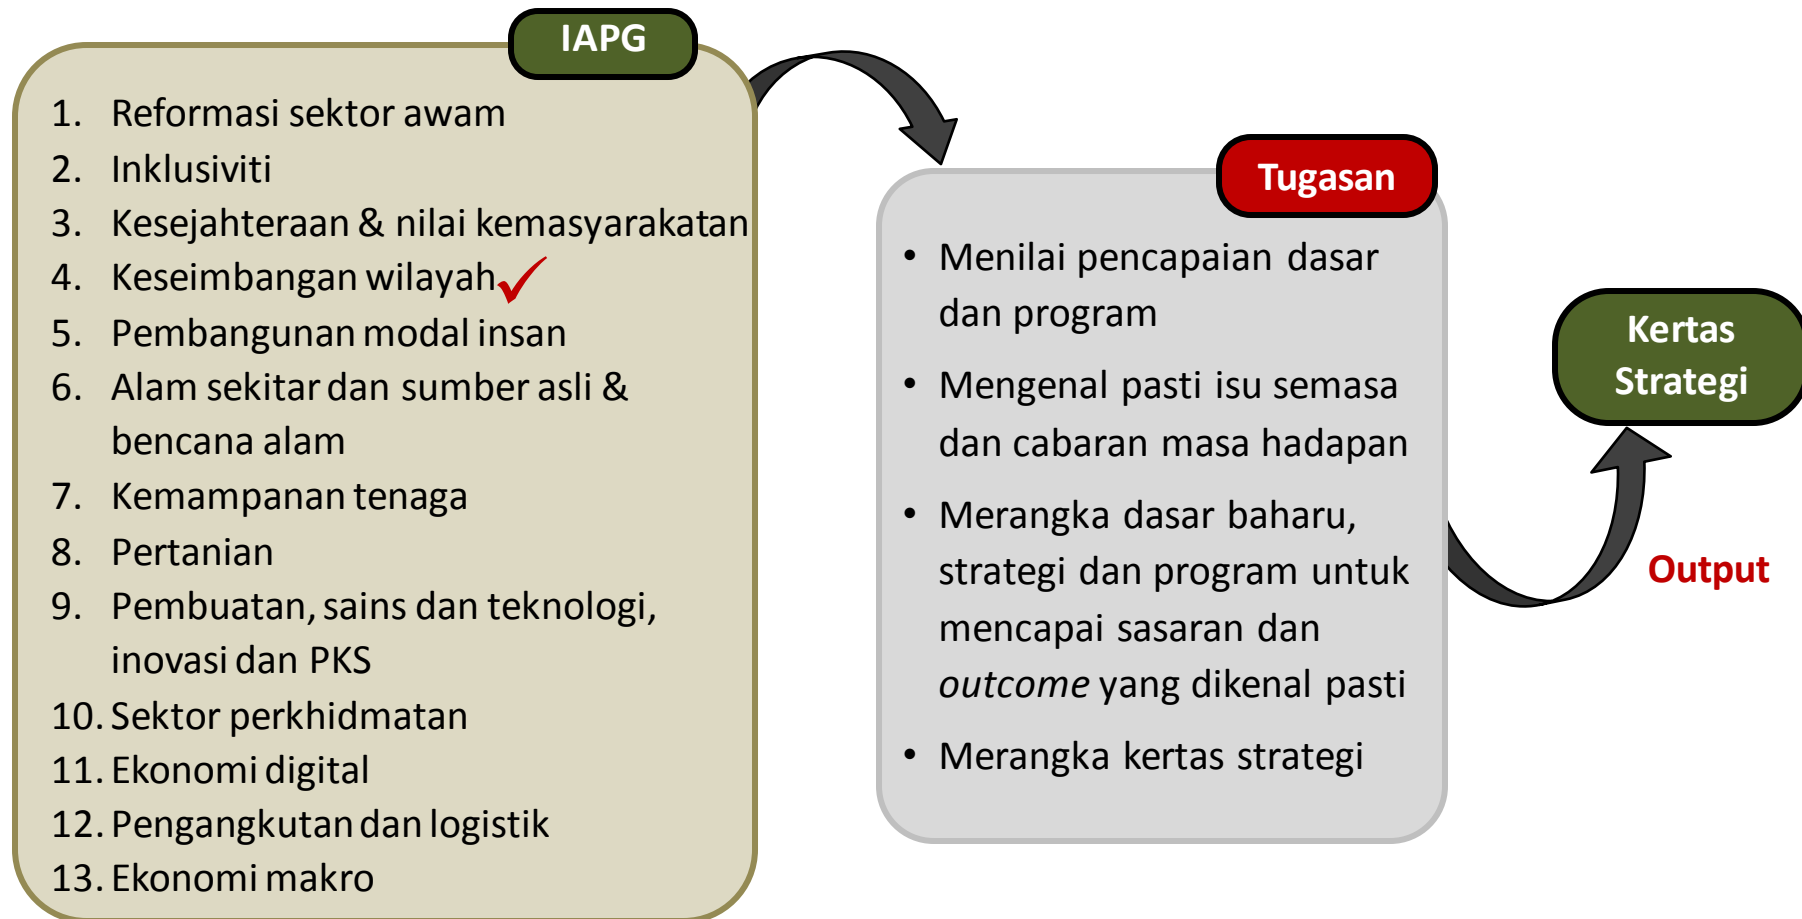 IAPG
1. Reformasi sektor awam
2. Inklusiviti
3. Kesejahteraan & nilai kemasyarakatan
4. Keseimbangan wilayah
5. Pembangunan modal insan
6. Alam sekitar dan sumber asli &
bencana alam
7. Kemampanan tenaga
8. Pertanian
9. Pembuatan, sains dan teknologi,
inovasi dan PKS
10. Sektor perkhidmatan
11. Ekonomi digital
12. Pengangkutan dan logistik
13. Ekonomi makro
Tugasan
• Menilai pencapaian dasar
dan program
• Mengenal pasti isu semasa
dan cabaran masa hadapan
• Merangka dasar baharu,
strategi dan program untuk
mencapai sasaran dan
outcome yang dikenal pasti
• Merangka kertas strategi
Kertas
Strategi
Output